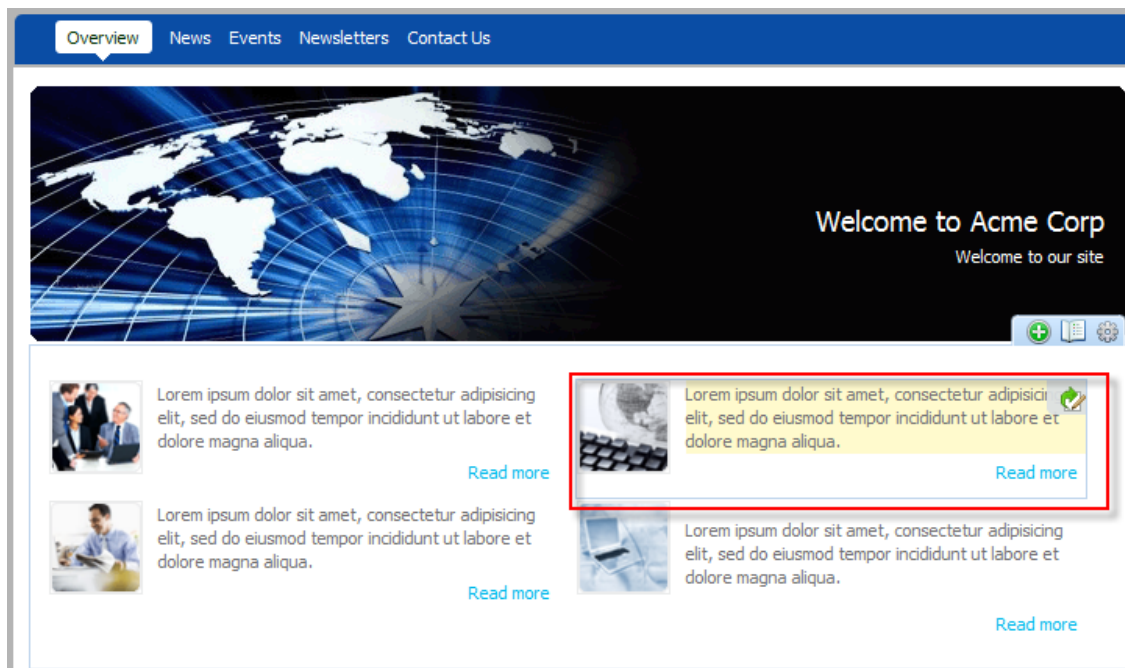 Overview News Events Newsletters Contact Us
Welcome to Acme Corp
Welcome to our site
Lorem ipsum dolor sit amet, consectetur adipisicing
elit, sed do eiusmod tempor incididunt ut labore et
dolore magna aliqua.
Read more
Lorem ipsum dolor sit amet, consectetur
elit, sed do eiusmod tempor incididunt ut labore et
dolore magna aliqua.
Read more
Lorem ipsum dolor sit amet, consectetur adipisicing
elit, sed do eiusmod tempor incididunt ut labore et
dolore magna aliqua.
Read more
Lorem ipsum dolor sit amet, consectetur adipisicing
elit, sed do eiusmod tempor incididunt ut labore et
dolore magna aliqua.
Read more